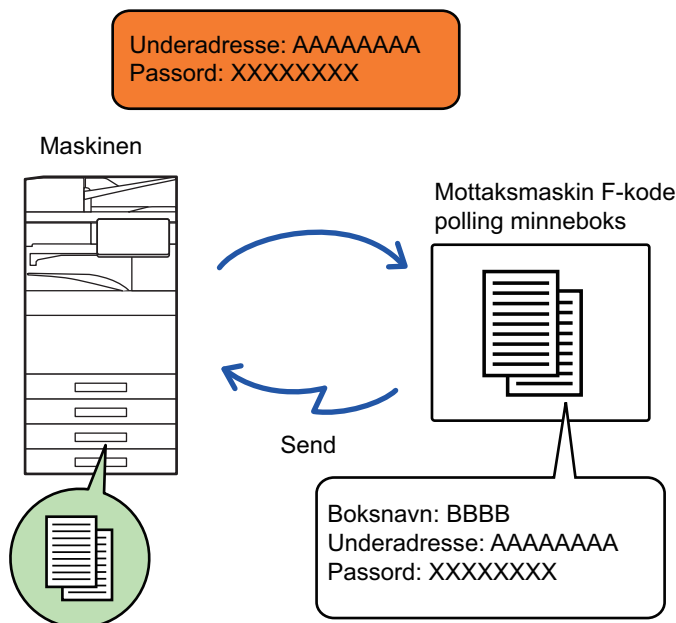 Underadresse: AAAAAAAA
Passord: XXXXXXXX
Maskinen
Mottaksmaskin F-kode
polling minneboks
Send
Boksnavn: BBBB
Underadresse: AAAAAAAA
Passord: XXXXXXXX